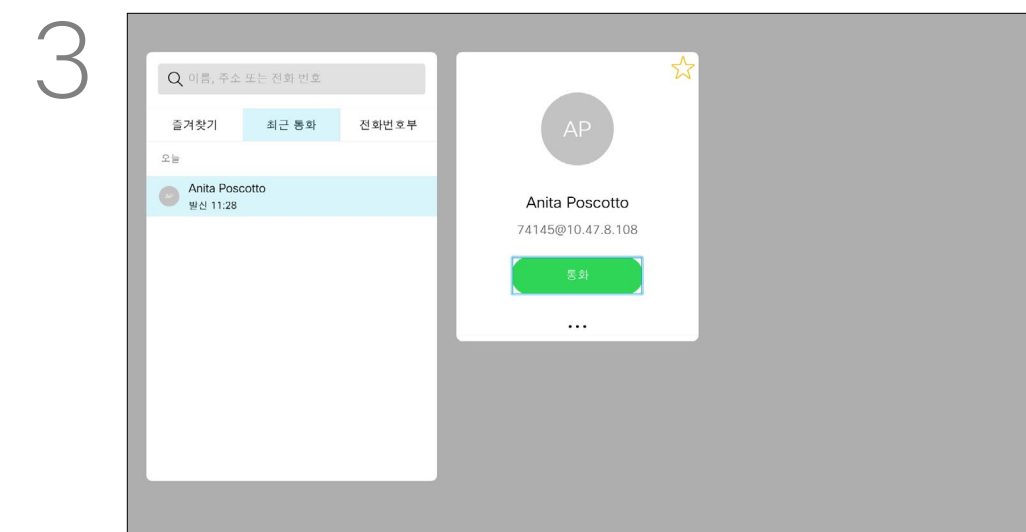 3
이름, 주소 또는 전화 번호
즐겨찾기 최근 통화 전화번호부
오늘
AP Anita Poscotto
발신 11:28
AP
Anita Poscotto
74145@10.47.8.108
통화
...